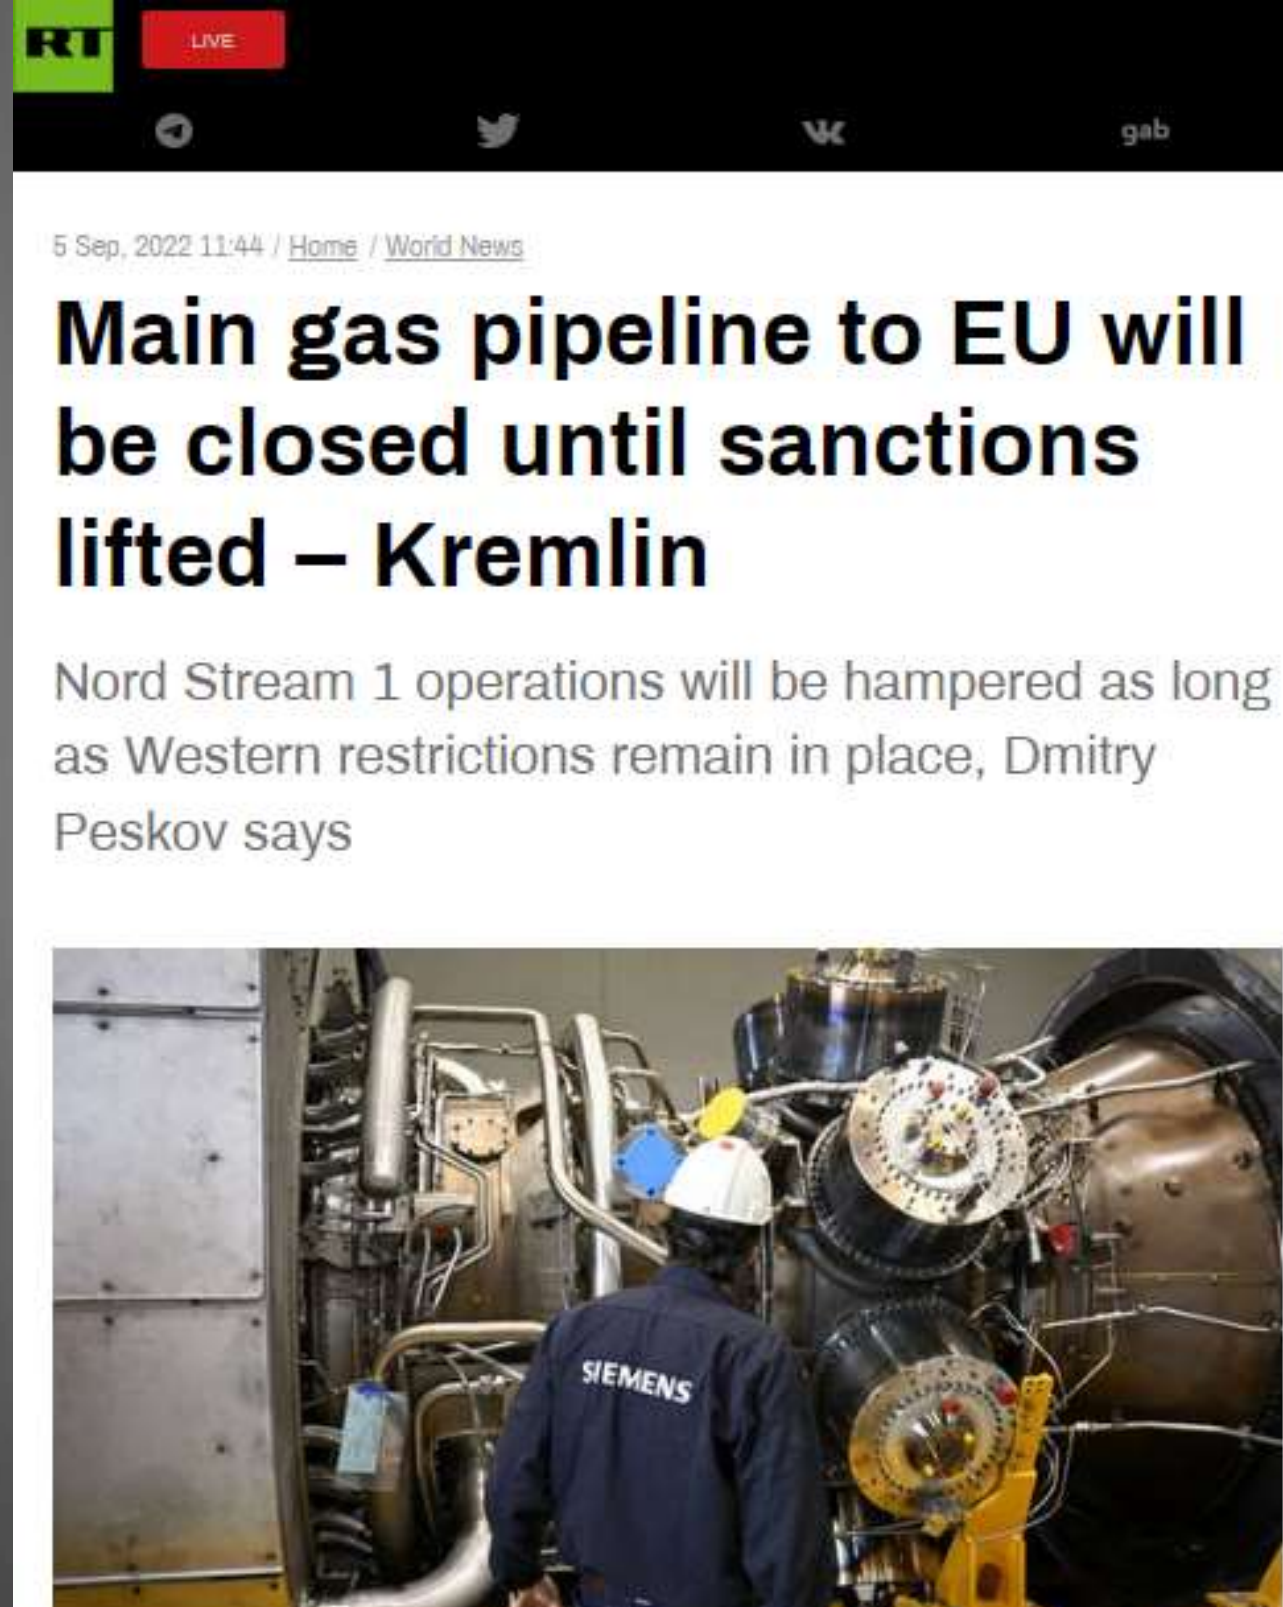 RT
LIVE
gab
5 Sep, 2022 11:44 / Home / World News
Main gas pipeline to EU will
be closed until sanctions
lifted – Kremlin
Nord Stream 1 operations will be hampered as long
as Western restrictions remain in place, Dmitry
Peskov says
SIEMENS